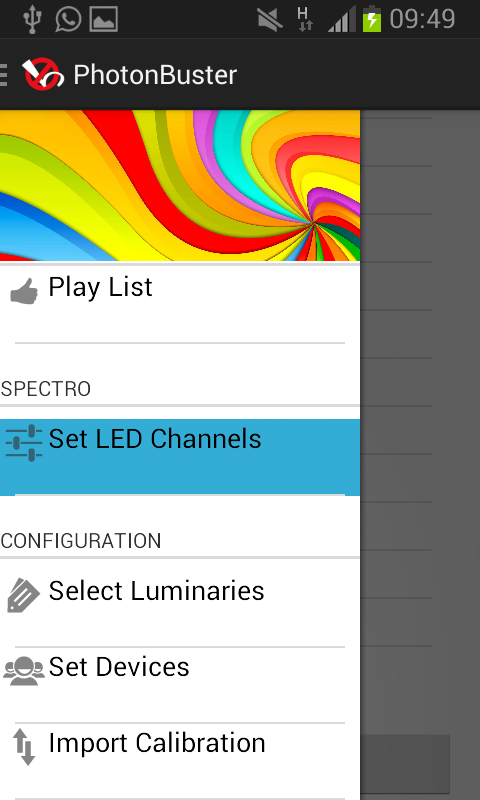 H
09:49
PhotonBuster
Play List
SPECTRO
Set LED Channels
CONFIGURATION
Select Luminaries
Set Devices
Import Calibration